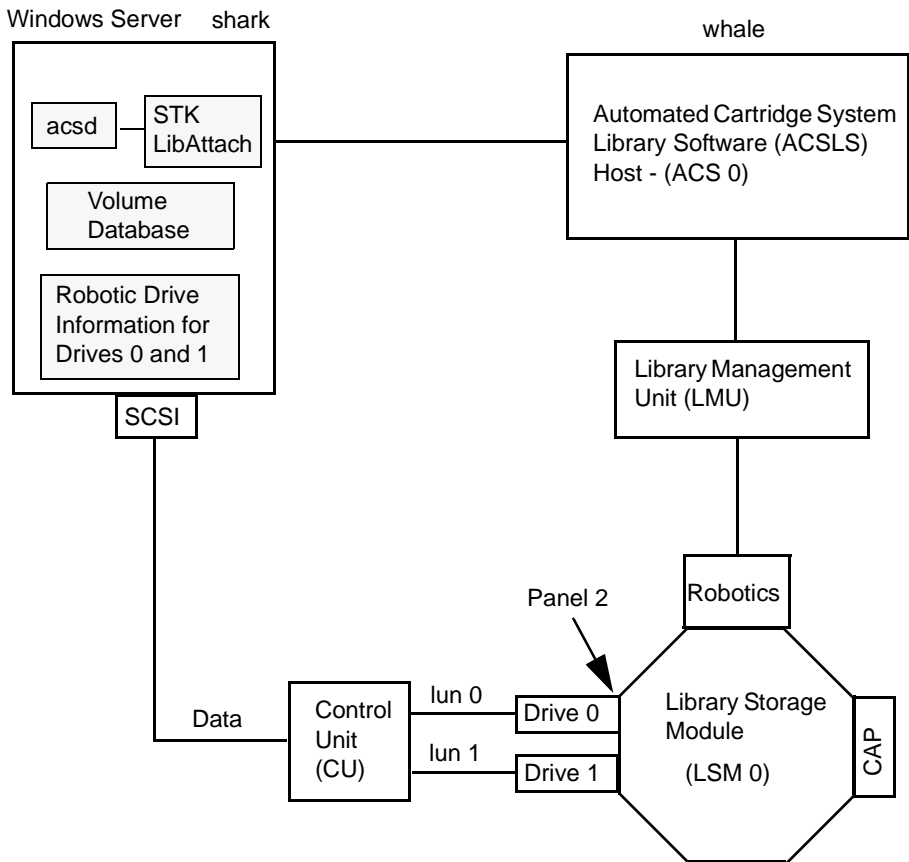 Windows Server shark
whale
acsd
STK
LibAttach
Volume
Database
Robotic Drive
Information for
Drives 0 and 1
SCSI
Automated Cartridge System
Library Software (ACSLS)
Host - (ACS 0)
Library Management
Unit (LMU)
Robotics
Panel 2
Data
Control
Unit
(CU)
lun 0
lun 1
Drive 0
Drive 1
Library Storage
Module
(LSM 0)
CAP